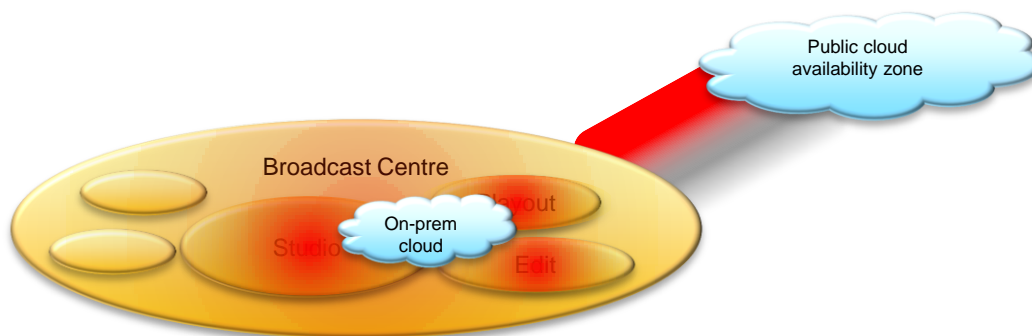 Public cloud
availability zone
Broadcast Centre
On-prem
cloud
Studio
Edit